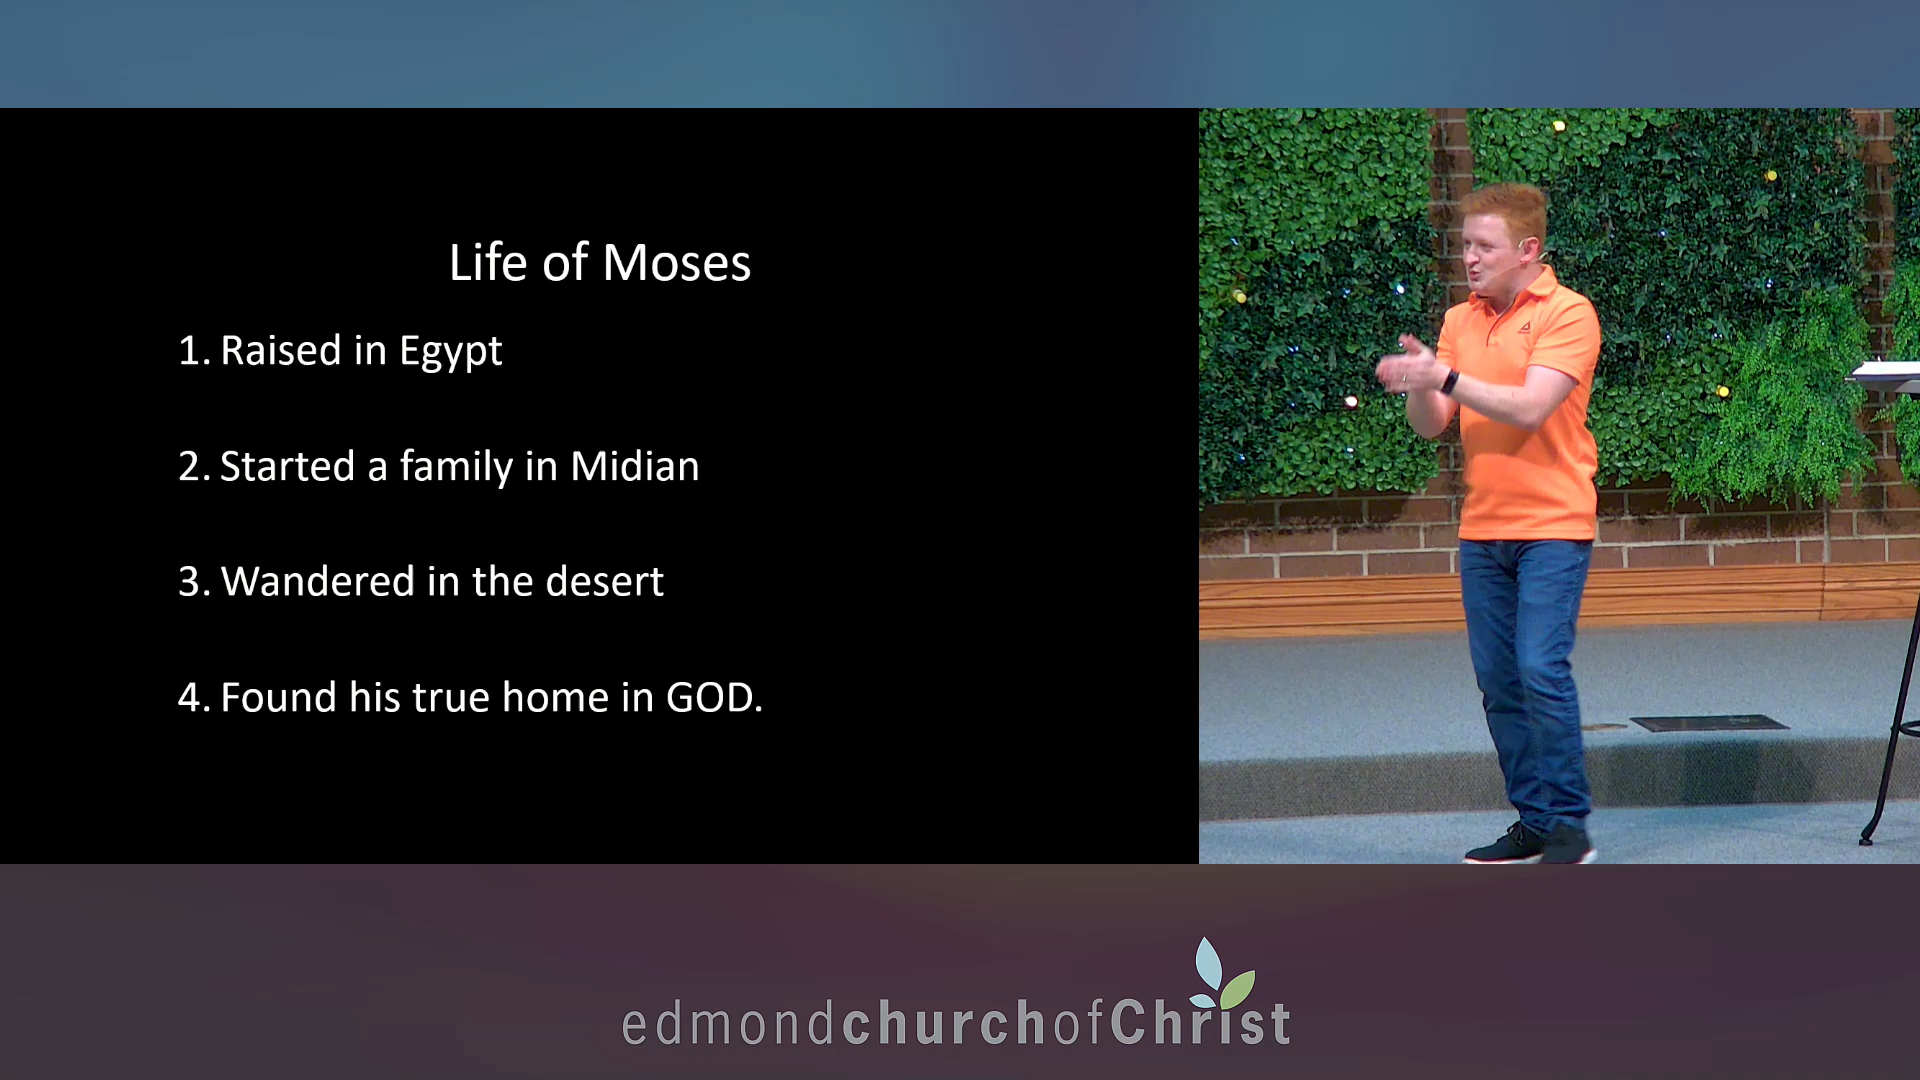 Life of Moses
1. Raised in Egypt
2. Started a family in Midian
3. Wandered in the desert
4. Found his true home in GOD.
edmondchurchofChrist